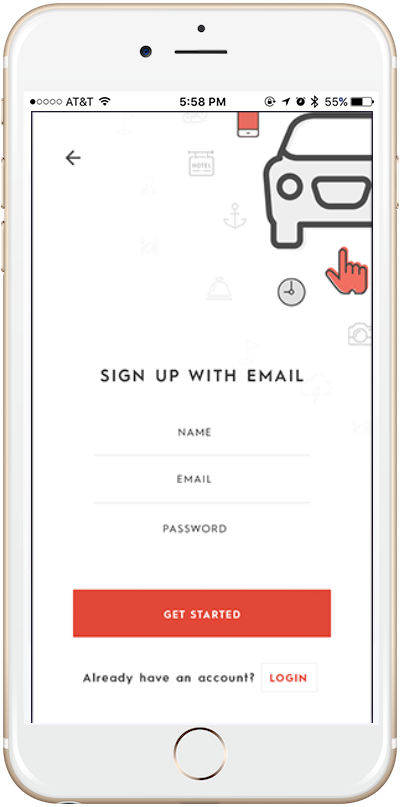 AT&T 5:58 PM 55%
HOTEL
SIGN UP WITH EMAIL
NAME
EMAIL
PASSWORD
GET STARTED
Already have an account? LOGIN